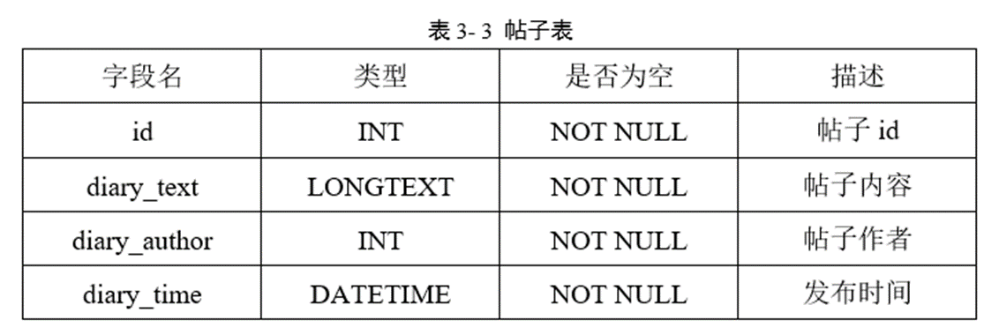 表 3- 3 帖子表
字段名 类型 是否为空 描述
id INT NOT NULL 帖子 id
diary_text LONGTEXT NOT NULL 帖子内容
diary_author INT NOT NULL 帖子作者
diary_time DATETIME NOT NULL 发布时间